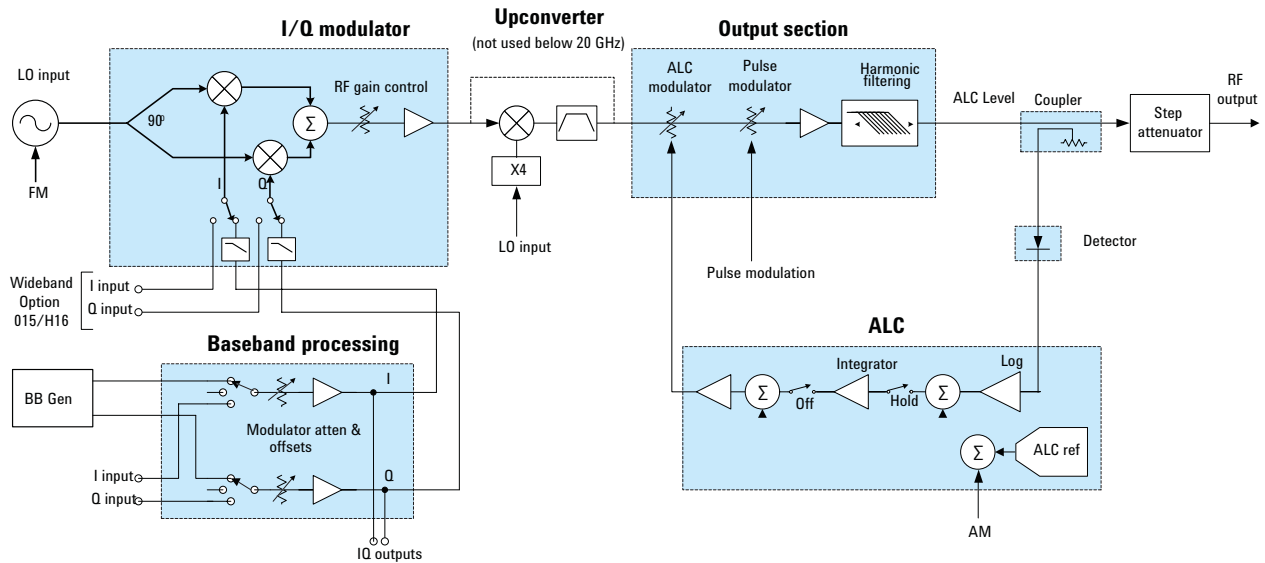 I/Q modulator
Upconverter
(not used below 20 GHz)
Output section
LO input
FM
90º
RF gain control
Σ
I
Q
X4
LO input
ALC
modulator
Pulse
modulator
Harmonic
filtering
Pulse modulation
ALC Level
Coupler
Step
attenuator
RF
output
Detector
Wideband
Option
015/H16
I input
Q input
Baseband processing
BB Gen
I
Modulator atten &
offsets
Q
I input
Q input
IQ outputs
ALC
Integrator
Log
Σ
Off
Hold
Σ
Σ
ALC ref
AM